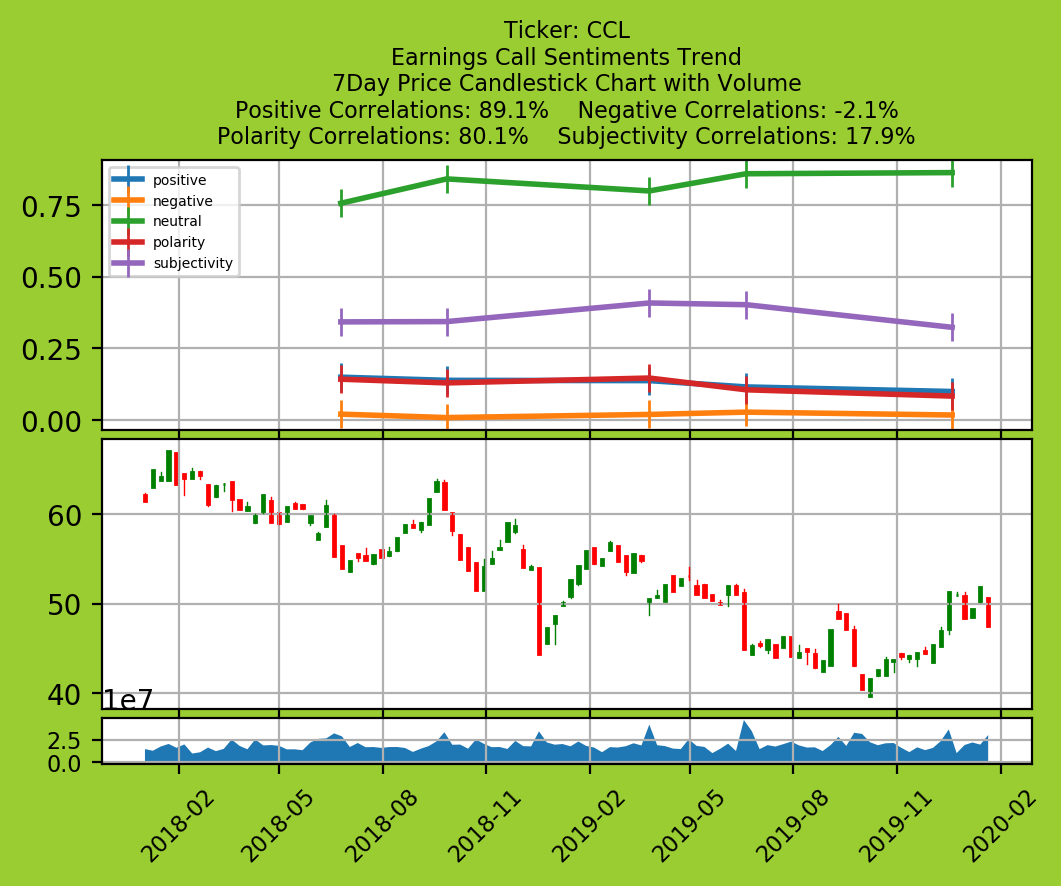 Ticker: CCL
Earnings Call Sentiments Trend
7Day Price Candlestick Chart with Volume
Positive Correlations: 89.1%    Negative Correlations: -2.1%
Polarity Correlations: 80.1%    Subjectivity Correlations: 17.9%
positive
negative
neutral
polarity
subjectivity
0.75
0.50
0.25
0.00
60
50
40
1e7
2.5
0.0
2018-02
2018-05
2018-08
2018-11
2019-02
2019-05
2019-08
2019-11
2020-02